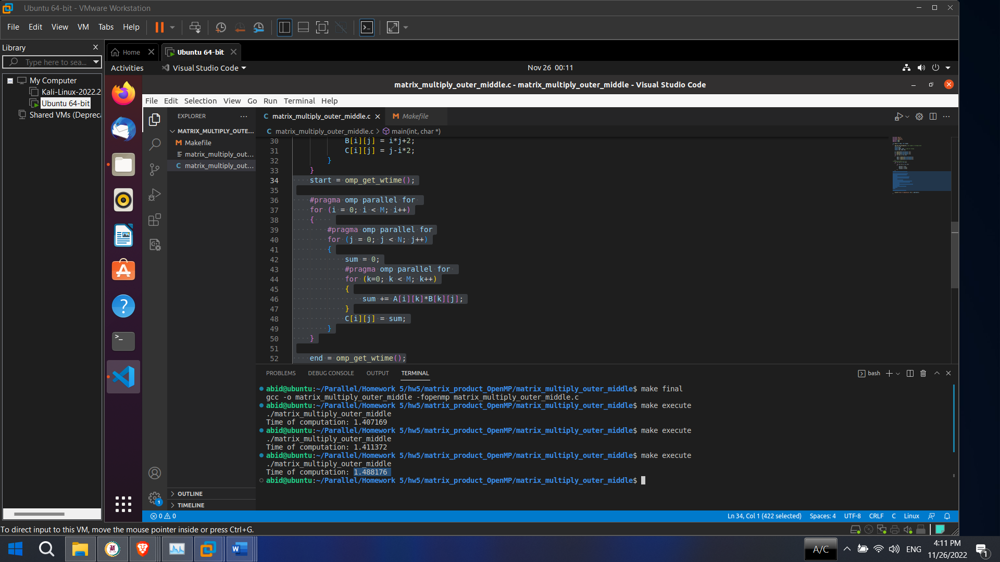 Ubuntu 64-bit - VMware Workstation
File Edit View VM Tabs Help
Library
Type here to sea...
My Computer
Kali-Linux-2022.2
Ubuntu 64-bit
Shared VMs (Depreca
Home
Ubuntu 64-bit
Activities
Visual Studio Code
Nov 26 00:11
matrix_multiply_outer_middle.c - matrix_multiply_outer_middle - Visual Studio Code
File Edit Selection View Go Run Terminal Help
EXPLORER
MATRIX_MULTIPLY_OUTE...
Makefile
matrix_multiply_out...
matrix_multiply_out...
OUTLINE
TIMELINE
matrix_multiply_outer_middle.c
Makefile
matrix_multiply_outer_middle.c > main(int, char *)
30 B[i][j] = i*j+2;
31 C[i][j] = j-i*2;
32 }
33 }
34 start = omp_get_wtime();
35
36 #pragma omp parallel for
37 for (i = 0; i < M; i++)
38 {
39 #pragma omp parallel for
40 for (j = 0; j < N; j++)
41 {
42 sum = 0;
43 #pragma omp parallel for
44 for (k=0; k < M; k++)
45 {
46 sum += A[i][k]*B[k][j];
47 }
48 C[i][j] = sum;
49 }
50 }
51
52 end = omp_get_wtime();
PROBLEMS DEBUG CONSOLE OUTPUT TERMINAL
bash
abid@ubuntu:~/Parallel/Homework 5/hw5/matrix_product_OpenMP/matrix_multiply_outer_middle$ make final
gcc -o matrix_multiply_outer_middle -fopenmp matrix_multiply_outer_middle.c
abid@ubuntu:~/Parallel/Homework 5/hw5/matrix_product_OpenMP/matrix_multiply_outer_middle$ make execute
./matrix_multiply_outer_middle
Time of computation: 1.407169
abid@ubuntu:~/Parallel/Homework 5/hw5/matrix_product_OpenMP/matrix_multiply_outer_middle$ make execute
./matrix_multiply_outer_middle
Time of computation: 1.411372
abid@ubuntu:~/Parallel/Homework 5/hw5/matrix_product_OpenMP/matrix_multiply_outer_middle$ make execute
./matrix_multiply_outer_middle
Time of computation: 1.488176
abid@ubuntu:~/Parallel/Homework 5/hw5/matrix_product_OpenMP/matrix_multiply_outer_middle$
1
0 0
Ln 34, Col 1 (422 selected) Spaces: 4 UTF-8 CRLF C Linux
To direct input to this VM, move the mouse pointer inside or press Ctrl+G.
A/C
ENG
4:11 PM
11/26/2022
1